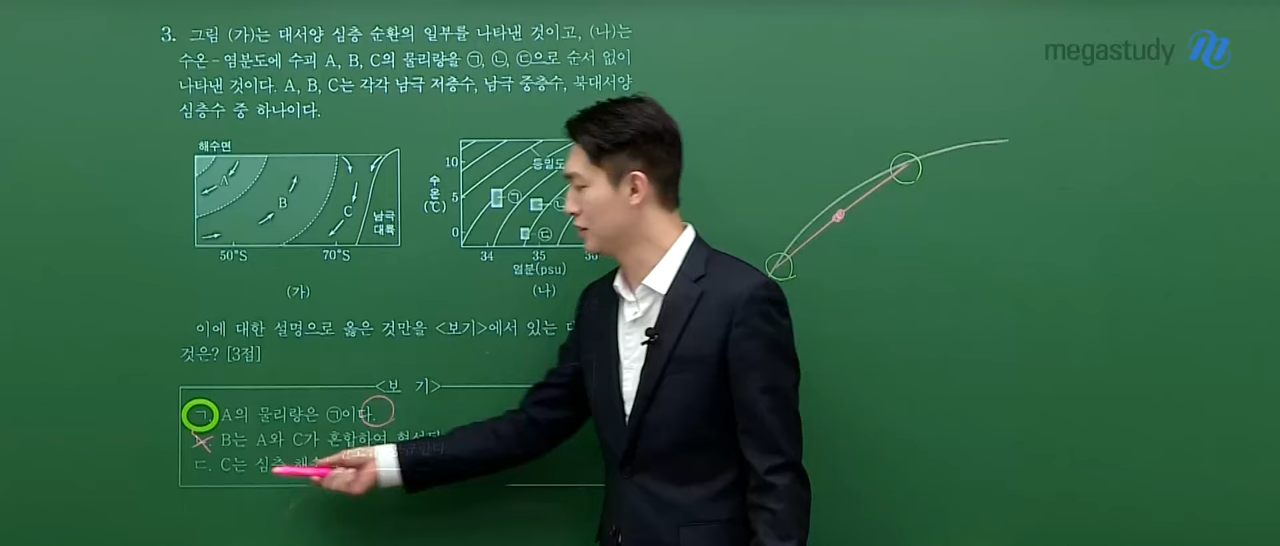 megastudy
3. 그림 (가)는 대서양 심층 순환의 일부를 나타낸 것이고, (나)는
수온-염분도에 수괴 A, B, C의 물리량을 ㉠, ㉡, ㉢으로 순서 없이
나타낸 것이다. A, B, C는 각각 남극 저층수, 남극 중층수, 북대서양
심층수 중 하나이다.
해수면
A
B
C
남극
대륙
50°S
70°S
(가)
수온(℃)
10
5
0
등밀도
㉠
㉢
34
35
염분(psu)
(나)
이에 대한 설명으로 옳은 것만을 <보기>에서 있는
것은? [3점]
<보 기>
ㄱ. A의 물리량은 ㉠이다.
ㄴ. B는 A와 C가 혼합하여
ㄷ. C는 심층